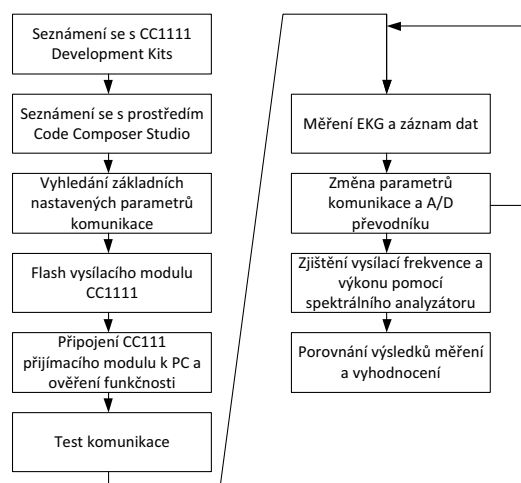 Seznámení se s CC1111
Development Kits
Seznámení se s prostředím
Code Composer Studio
Vyhledání základních
nastavených parametrů
komunikace
Flash vysílacího modulu
CC1111
Připojení CC111
přijímacího modulu k PC a
ověření funkčnosti
Test komunikace
Měření EKG a záznam dat
Změna parametrů
komunikace a A/D
převodníku
Zjištění vysílací frekvence a
výkonu pomocí
spektrálního analyzátoru
Porovnání výsledků měření
a vyhodnocení